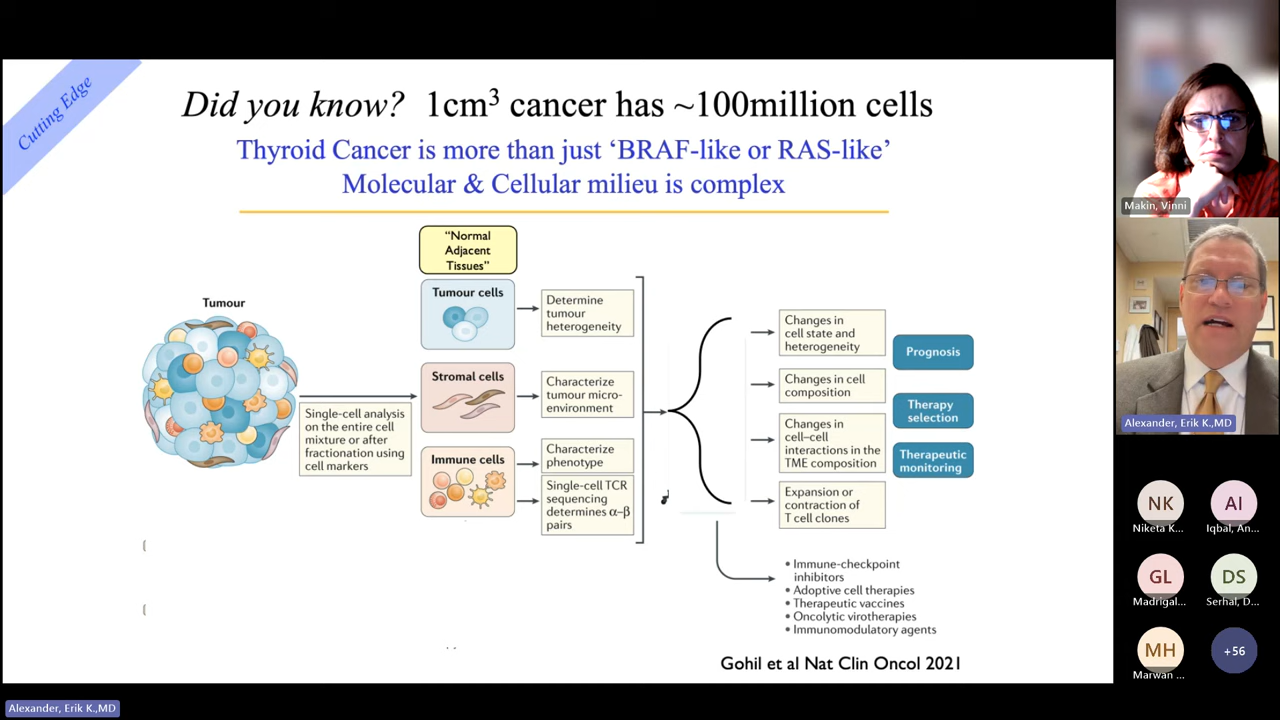 Cutting Edge
Did you know? 1cm³ cancer has ~100million cells
Thyroid Cancer is more than just ‘BRAF-like or RAS-like’
Molecular & Cellular milieu is complex
"Normal
Adjacent
Tissues"
Tumour
Single-cell analysis
on the entire cell
mixture or after
fractionation using
cell markers
Tumour cells
Determine
tumour
heterogeneity
Stromal cells
Characterize
tumour micro-
environment
Immune cells
Characterize
phenotype
Single-cell TCR
sequencing
determines α–β
pairs
Changes in
cell state and
heterogeneity
Changes in cell
composition
Changes in
cell–cell
interactions in the
TME composition
Expansion or
contraction of
T cell clones
Prognosis
Therapy
selection
Therapeutic
monitoring
• Immune-checkpoint
inhibitors
• Adoptive cell therapies
• Therapeutic vaccines
• Oncolytic virotherapies
• Immunomodulatory agents
Gohil et al Nat Clin Oncol 2021
Makin, Vinni
Alexander, Erik K.,MD
NK
Niketa K...
AI
Iqbal, An...
GL
Madrigal...
DS
Serhal, D...
MH
Marwan ...
+56
Alexander, Erik K.,MD